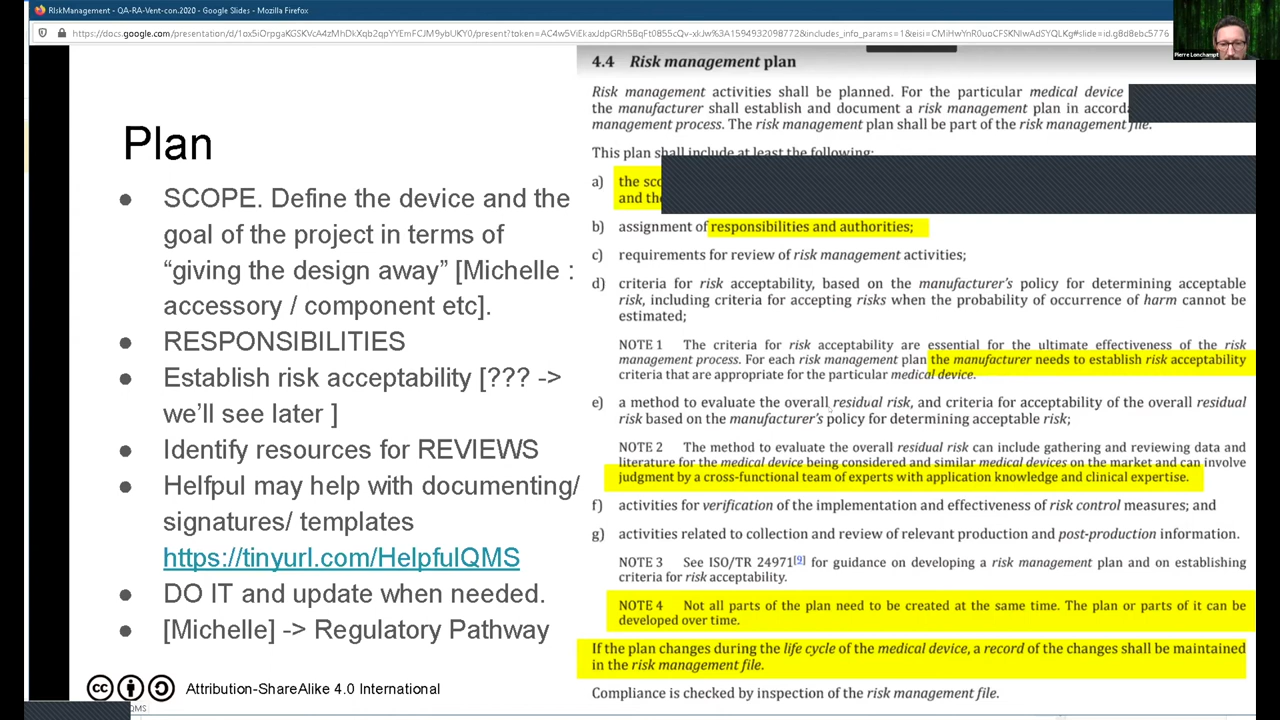 RIskManagement - QA-RA-Vent-con.2020 - Google Slides - Mozilla Firefox
Pierre Lonchampt
Plan
● SCOPE. Define the device and the
goal of the project in terms of
“giving the design away” [Michelle :
accessory / component etc].
● RESPONSIBILITIES
● Establish risk acceptability [??? ->
we’ll see later ]
● Identify resources for REVIEWS
● Helfpul may help with documenting/
signatures/ templates
https://tinyurl.com/HelpfulQMS
● DO IT and update when needed.
● [Michelle] -> Regulatory Pathway
Attribution-ShareAlike 4.0 International
QMS
4.4 Risk management plan
Risk management activities shall be planned. For the particular medical device
the manufacturer shall establish and document a risk management plan in accorda
management process. The risk management plan shall be part of the risk management file.
This plan shall include at least the following:
a) the sco
and the
b) assignment of responsibilities and authorities;
c) requirements for review of risk management activities;
d) criteria for risk acceptability, based on the manufacturer’s policy for determining acceptable
risk, including criteria for accepting risks when the probability of occurrence of harm cannot be
estimated;
NOTE 1 The criteria for risk acceptability are essential for the ultimate effectiveness of the risk
management process. For each risk management plan the manufacturer needs to establish risk acceptability
criteria that are appropriate for the particular medical device.
e) a method to evaluate the overall residual risk, and criteria for acceptability of the overall residual
risk based on the manufacturer’s policy for determining acceptable risk;
NOTE 2 The method to evaluate the overall residual risk can include gathering and reviewing data and
literature for the medical device being considered and similar medical devices on the market and can involve
judgment by a cross-functional team of experts with application knowledge and clinical expertise.
f) activities for verification of the implementation and effectiveness of risk control measures; and
g) activities related to collection and review of relevant production and post-production information.
NOTE 3 See ISO/TR 24971[9] for guidance on developing a risk management plan and on establishing
criteria for risk acceptability.
NOTE 4 Not all parts of the plan need to be created at the same time. The plan or parts of it can be
developed over time.
If the plan changes during the life cycle of the medical device, a record of the changes shall be maintained
in the risk management file.
Compliance is checked by inspection of the risk management file.